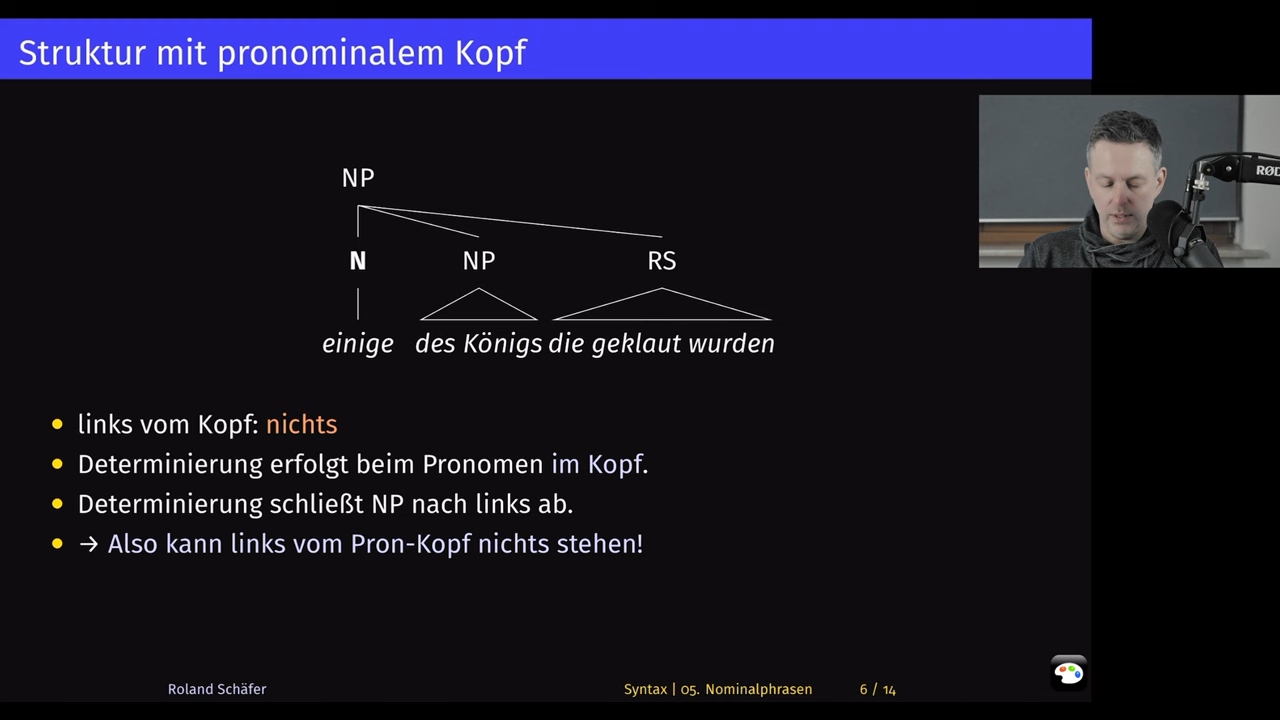 Struktur mit pronominalem Kopf
NP
N NP RS
einige des Königs die geklaut wurden
• links vom Kopf: nichts
• Determinierung erfolgt beim Pronomen im Kopf.
• Determinierung schließt NP nach links ab.
• → Also kann links vom Pron-Kopf nichts stehen!
Roland Schäfer Syntax | 05. Nominalphrasen 6 / 14